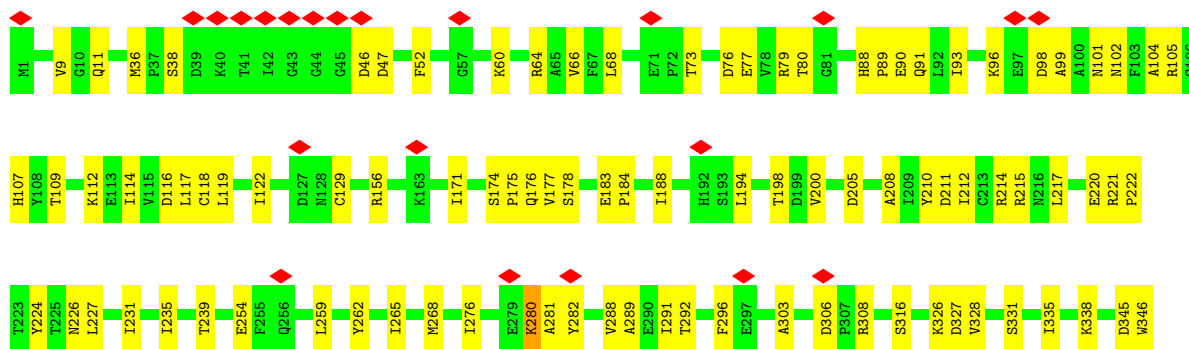 M1 V9 G10 Q11 M36 P37 S38 D39 K40 T41 I42 G43 G44 G45 D46 D47 F52 G57 K60 R64 A65 V66 F67 L68 E71 P72 T73 D76 E77 V78 R79 T80 G81 H88 P89 E90 Q91 L92 I93 K96 E97 D98 A99 A100 N101 N102 F103 A104 R105
H107 Y108 T109 K112 E113 I114 V115 D116 L117 C118 L119 I122 D127 N128 C129 R156 K163 I171 S174 P175 Q176 V177 S178 E183 P184 I188 H192 S193 L194 T198 D199 V200 D205 A208 I209 Y210 D211 I212 C213 R214 R215 N216 L217 E220 R221 P222
T223 Y224 T225 N226 L227 T231 I235 T239 E254 F255 Q256 L259 Y262 I265 M268 I276 E279 K280 A281 Y282 V288 A289 E290 I291 T292 F296 E297 A303 D306 P307 R308 S316 K326 D327 V328 S331 I335 K338 D345 W346